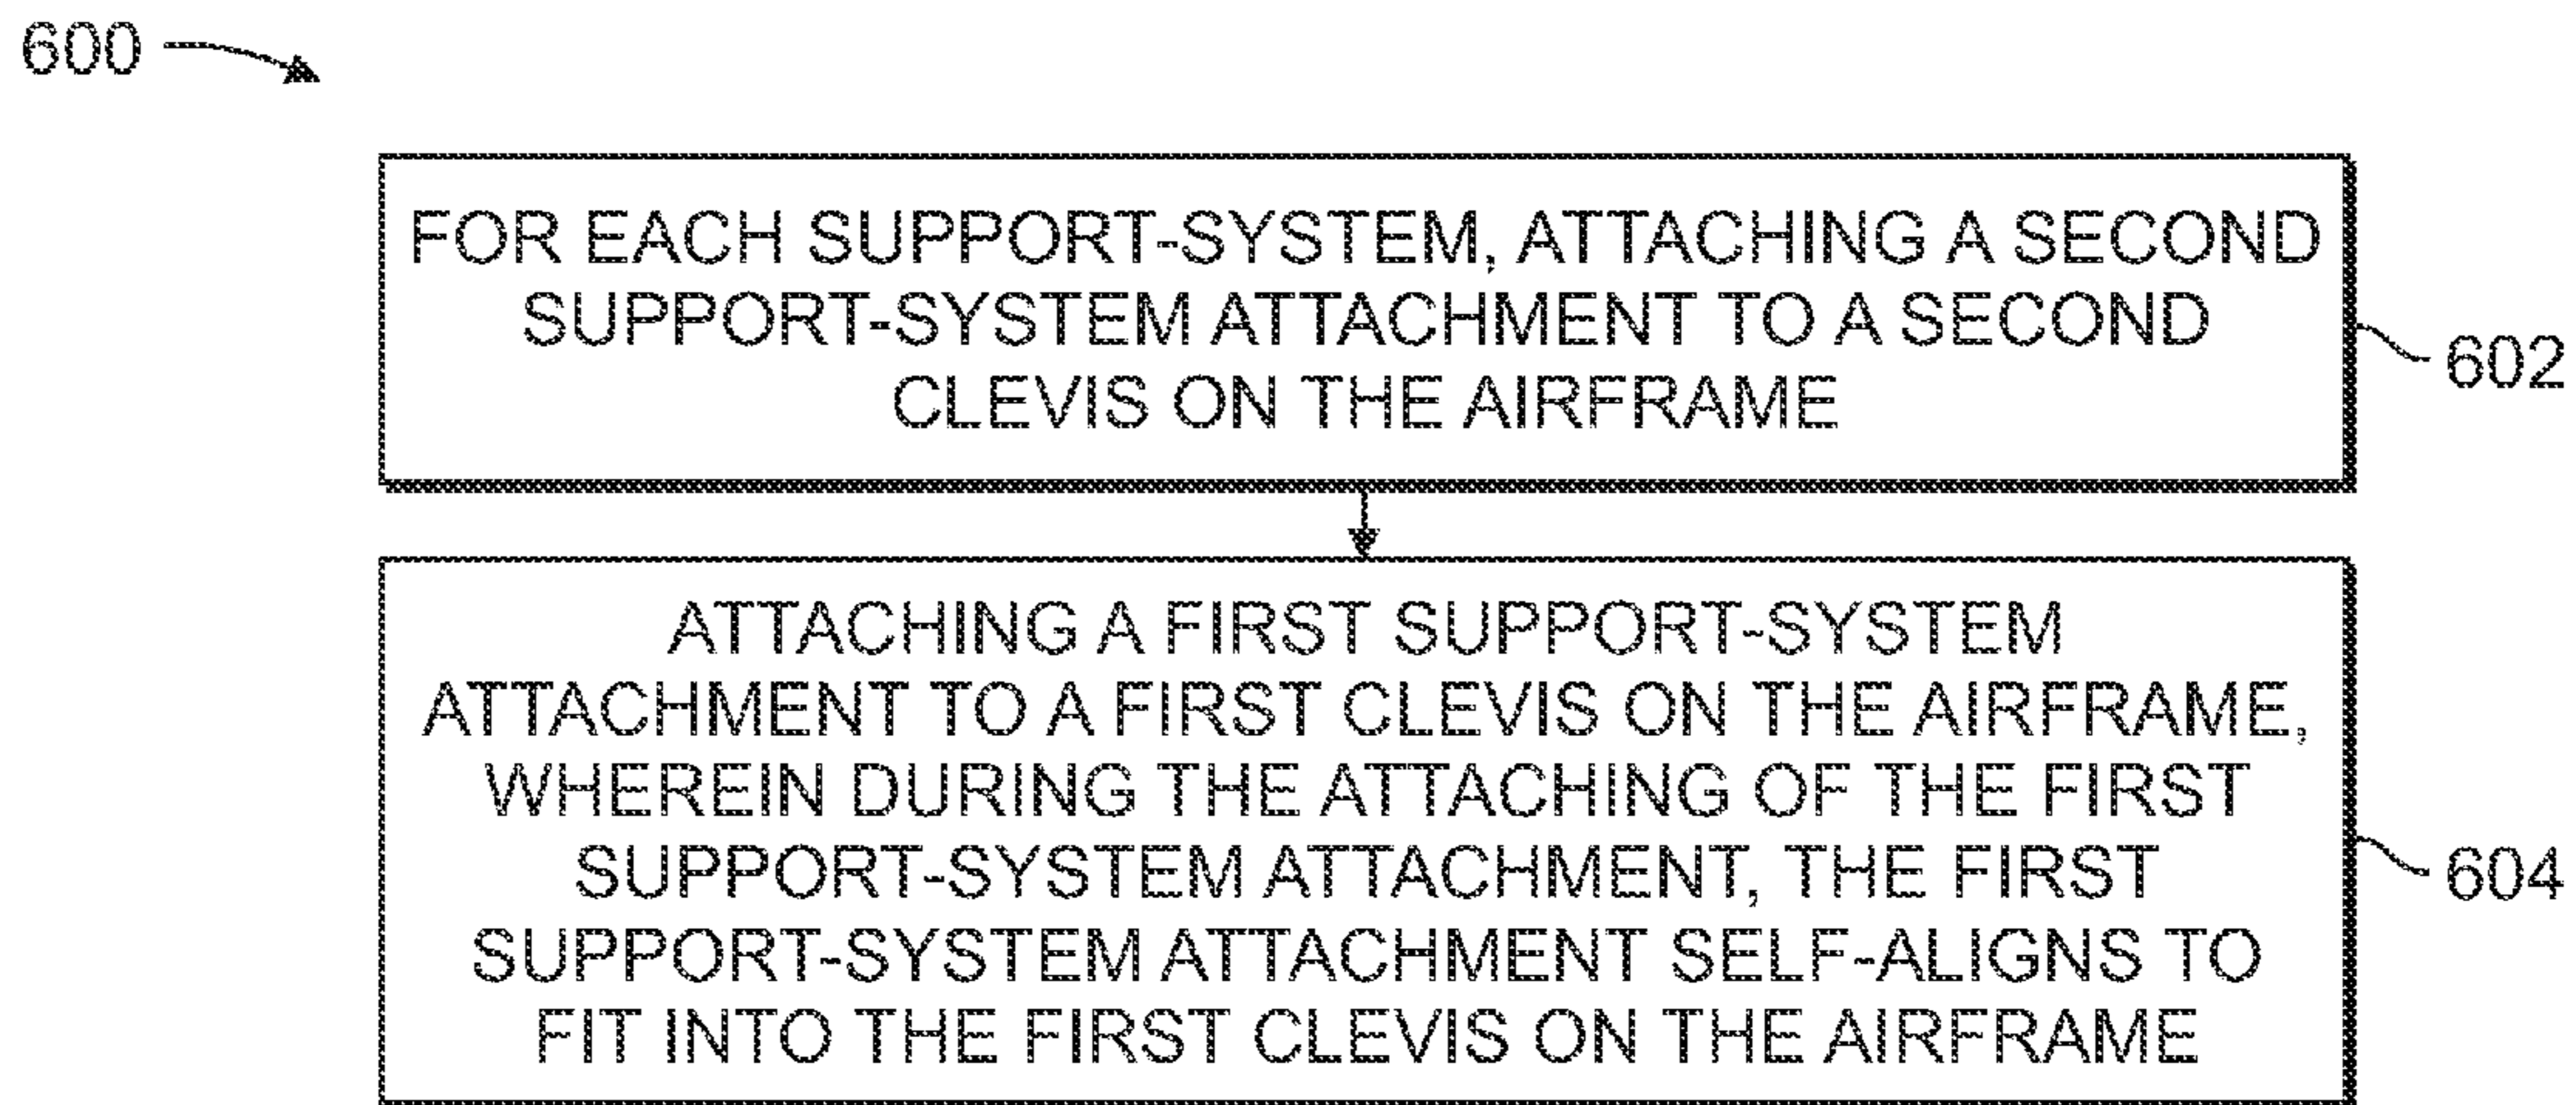 600
FOR EACH SUPPORT-SYSTEM, ATTACHING A SECOND
SUPPORT-SYSTEM ATTACHMENT TO A SECOND
CLEVIS ON THE AIRFRAME
602
ATTACHING A FIRST SUPPORT-SYSTEM
ATTACHMENT TO A FIRST CLEVIS ON THE AIRFRAME,
WHEREIN DURING THE ATTACHING OF THE FIRST
SUPPORT-SYSTEM ATTACHMENT, THE FIRST
SUPPORT-SYSTEM ATTACHMENT SELF-ALIGNS TO
FIT INTO THE FIRST CLEVIS ON THE AIRFRAME
604